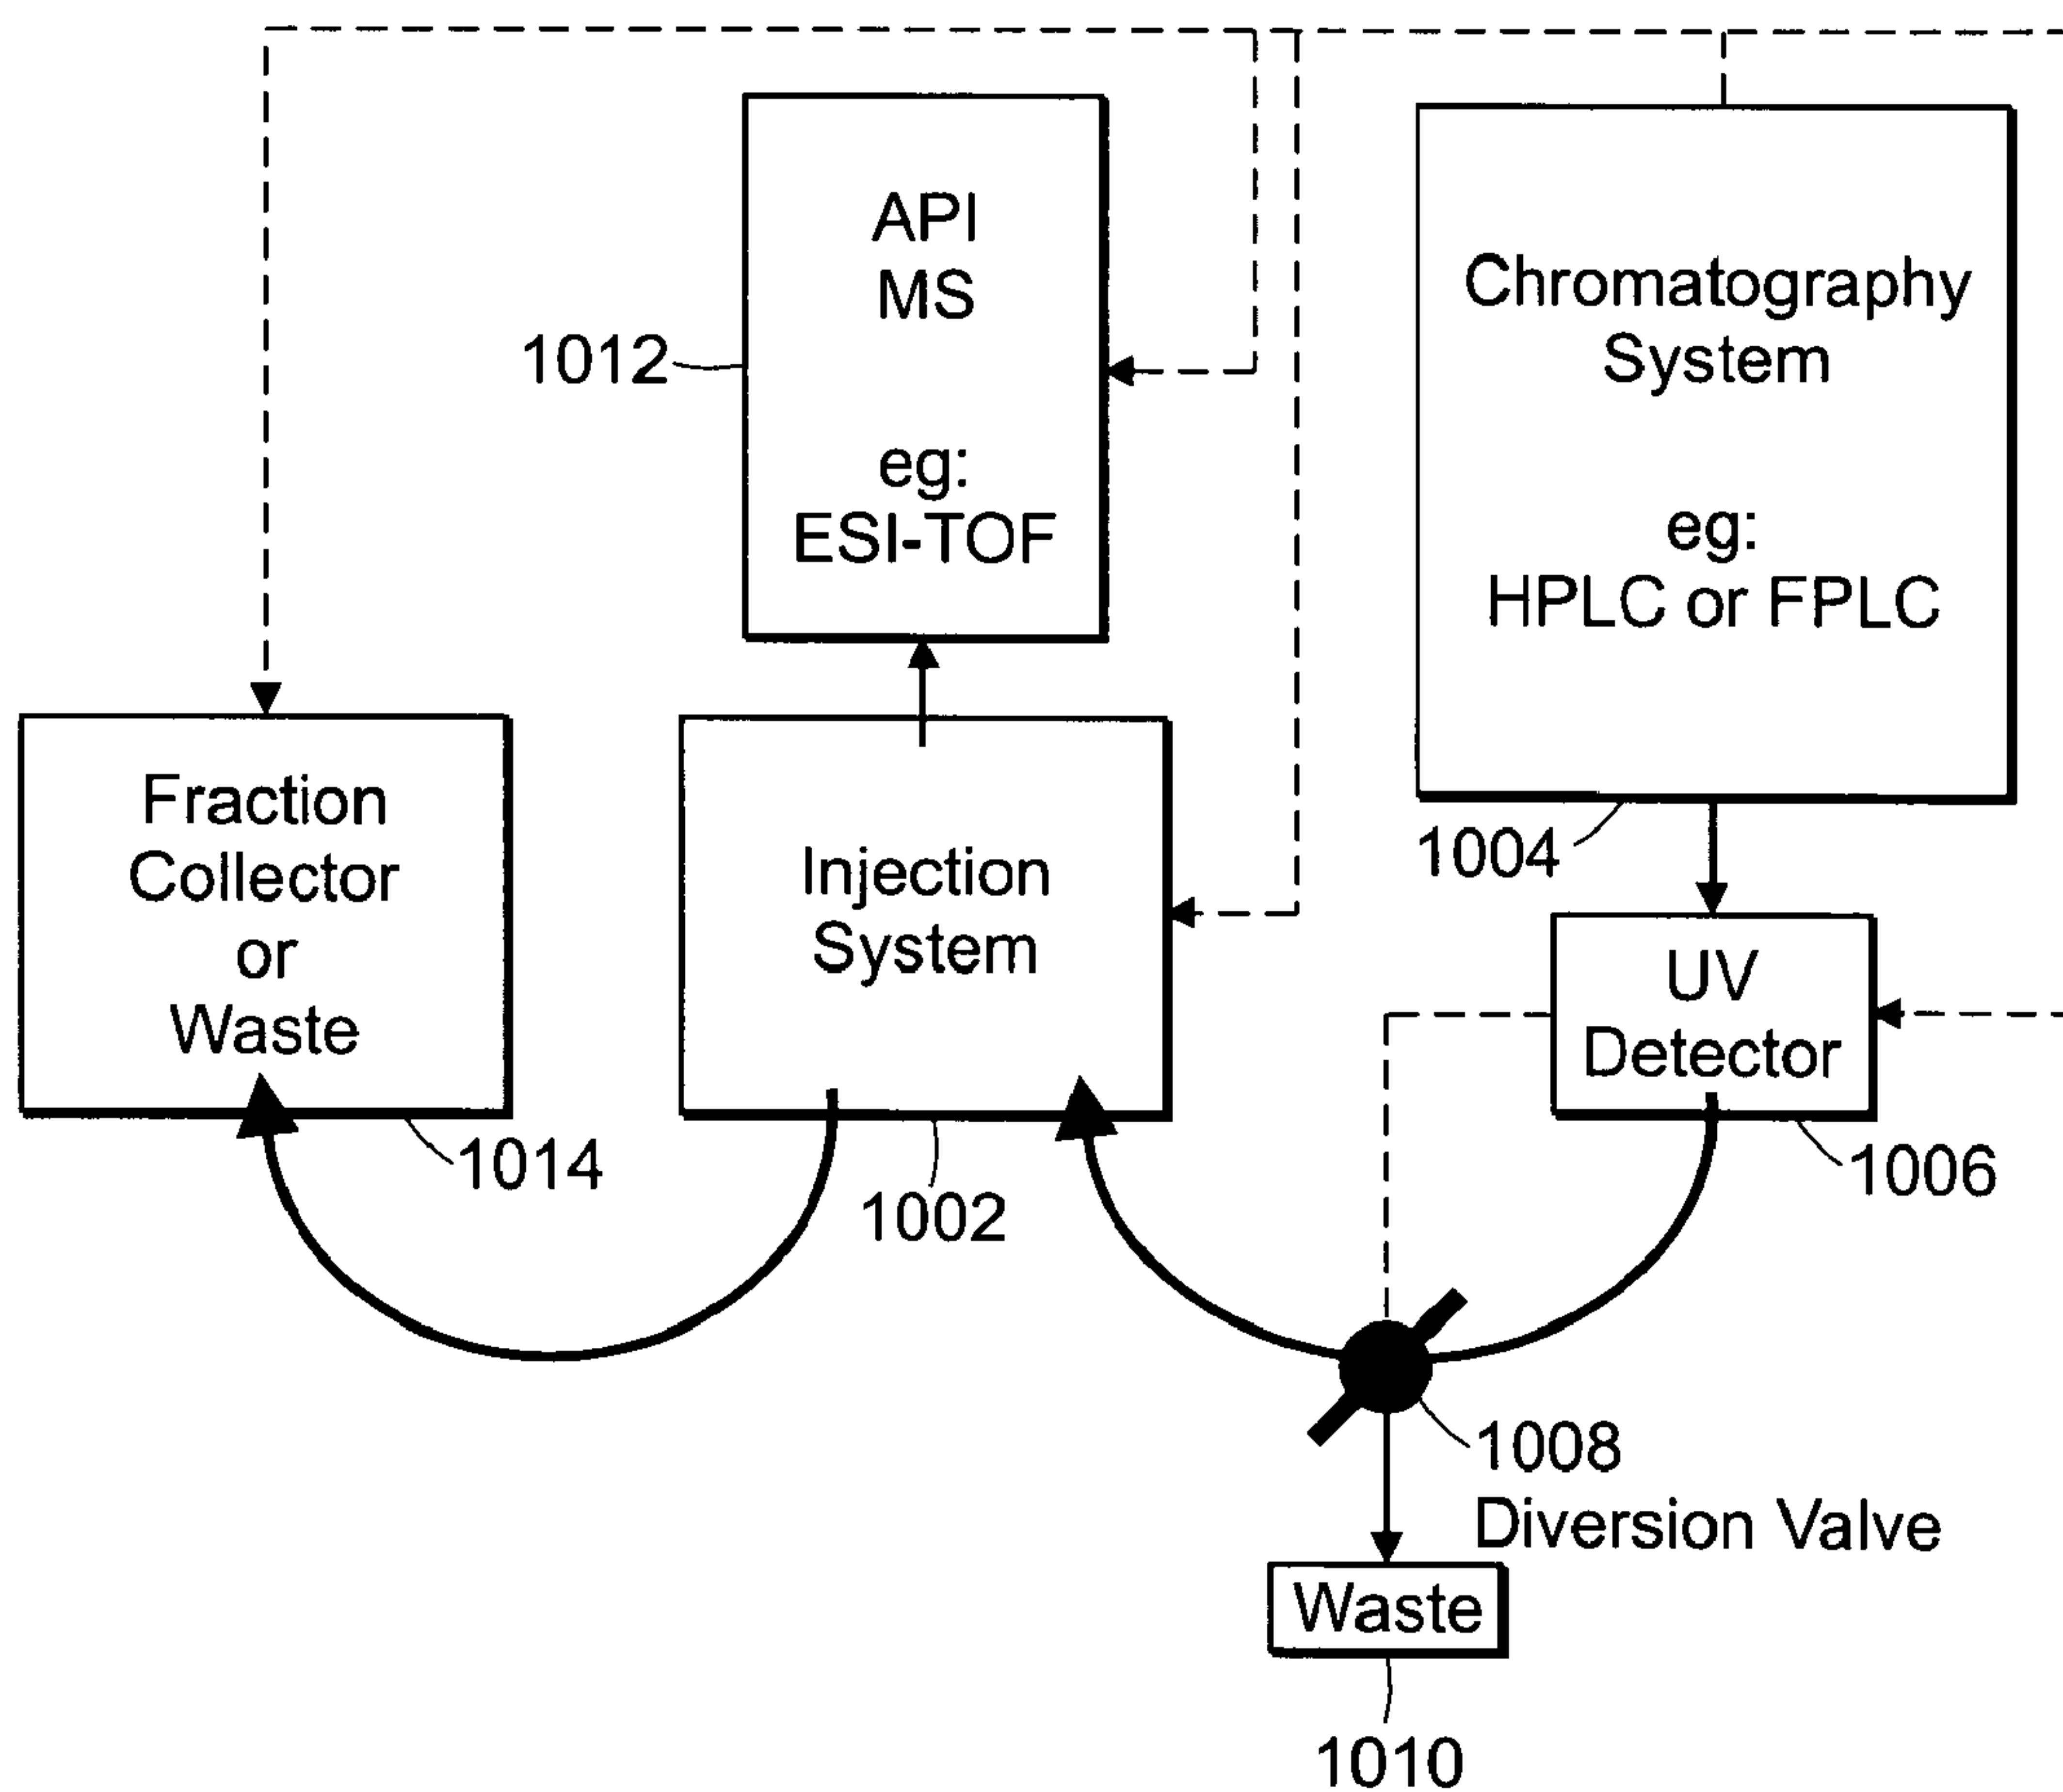 API
MS
eg:
ESI-TOF
1012
Chromatography
System
eg:
HPLC or FPLC
1004
Fraction
Collector
or
Waste
1014
Injection
System
1002
UV
Detector
1006
1008
Diversion Valve
Waste
1010